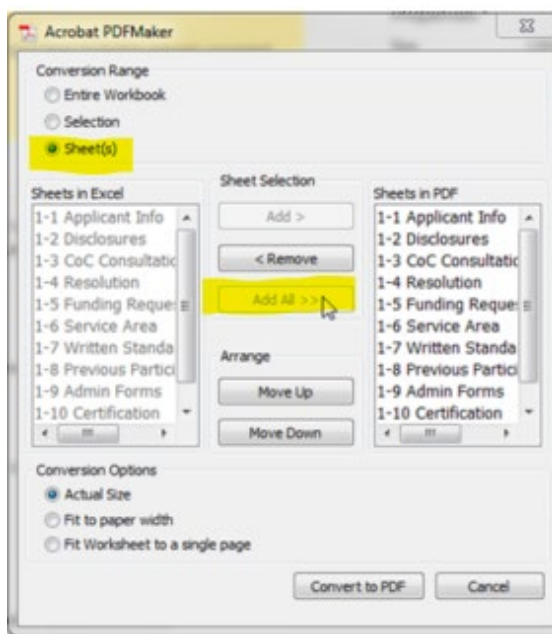 Acrobat PDFMaker
Conversion Range
Entire Workbook
Selection
Sheet(s)
Sheets in Excel
1-1 Applicant Info
1-2 Disclosures
1-3 CoC Consultatic
1-4 Resolution
1-5 Funding Reque
1-6 Service Area
1-7 Written Standa
1-8 Previous Partici
1-9 Admin Forms
1-10 Certification
Sheet Selection
Add >
< Remove
Add All >>
Arrange
Move Up
Move Down
Sheets in PDF
1-1 Applicant Info
1-2 Disclosures
1-3 CoC Consultatic
1-4 Resolution
1-5 Funding Reque
1-6 Service Area
1-7 Written Standa
1-8 Previous Partici
1-9 Admin Forms
1-10 Certification
Conversion Options
Actual Size
Fit to paper width
Fit Worksheet to a single page
Convert to PDF
Cancel